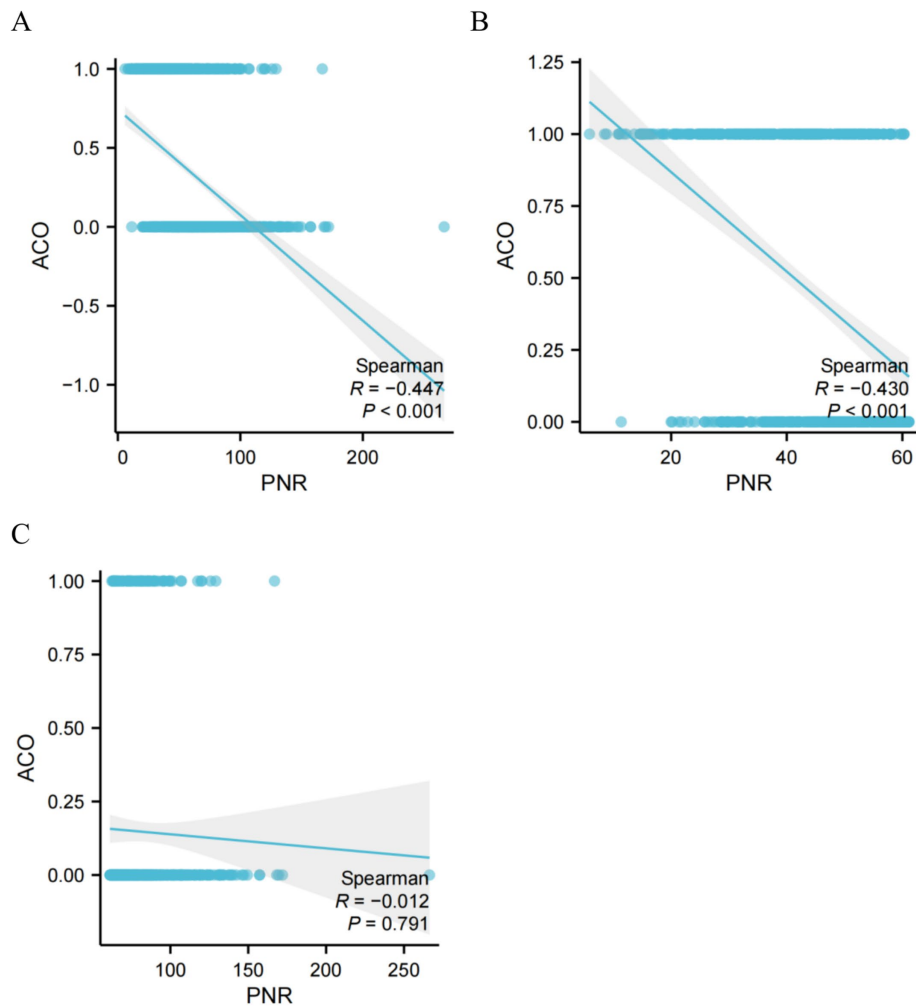 A
ACO
1.0
0.5
0.0
−0.5
−1.0
Spearman
R = −0.447
P < 0.001
0 100 200
PNR
B
ACO
1.25
1.00
0.75
0.50
0.25
0.00
Spearman
R = −0.430
P < 0.001
20 40 60
PNR
C
ACO
1.00
0.75
0.50
0.25
0.00
Spearman
R = −0.012
P = 0.791
100 150 200 250
PNR